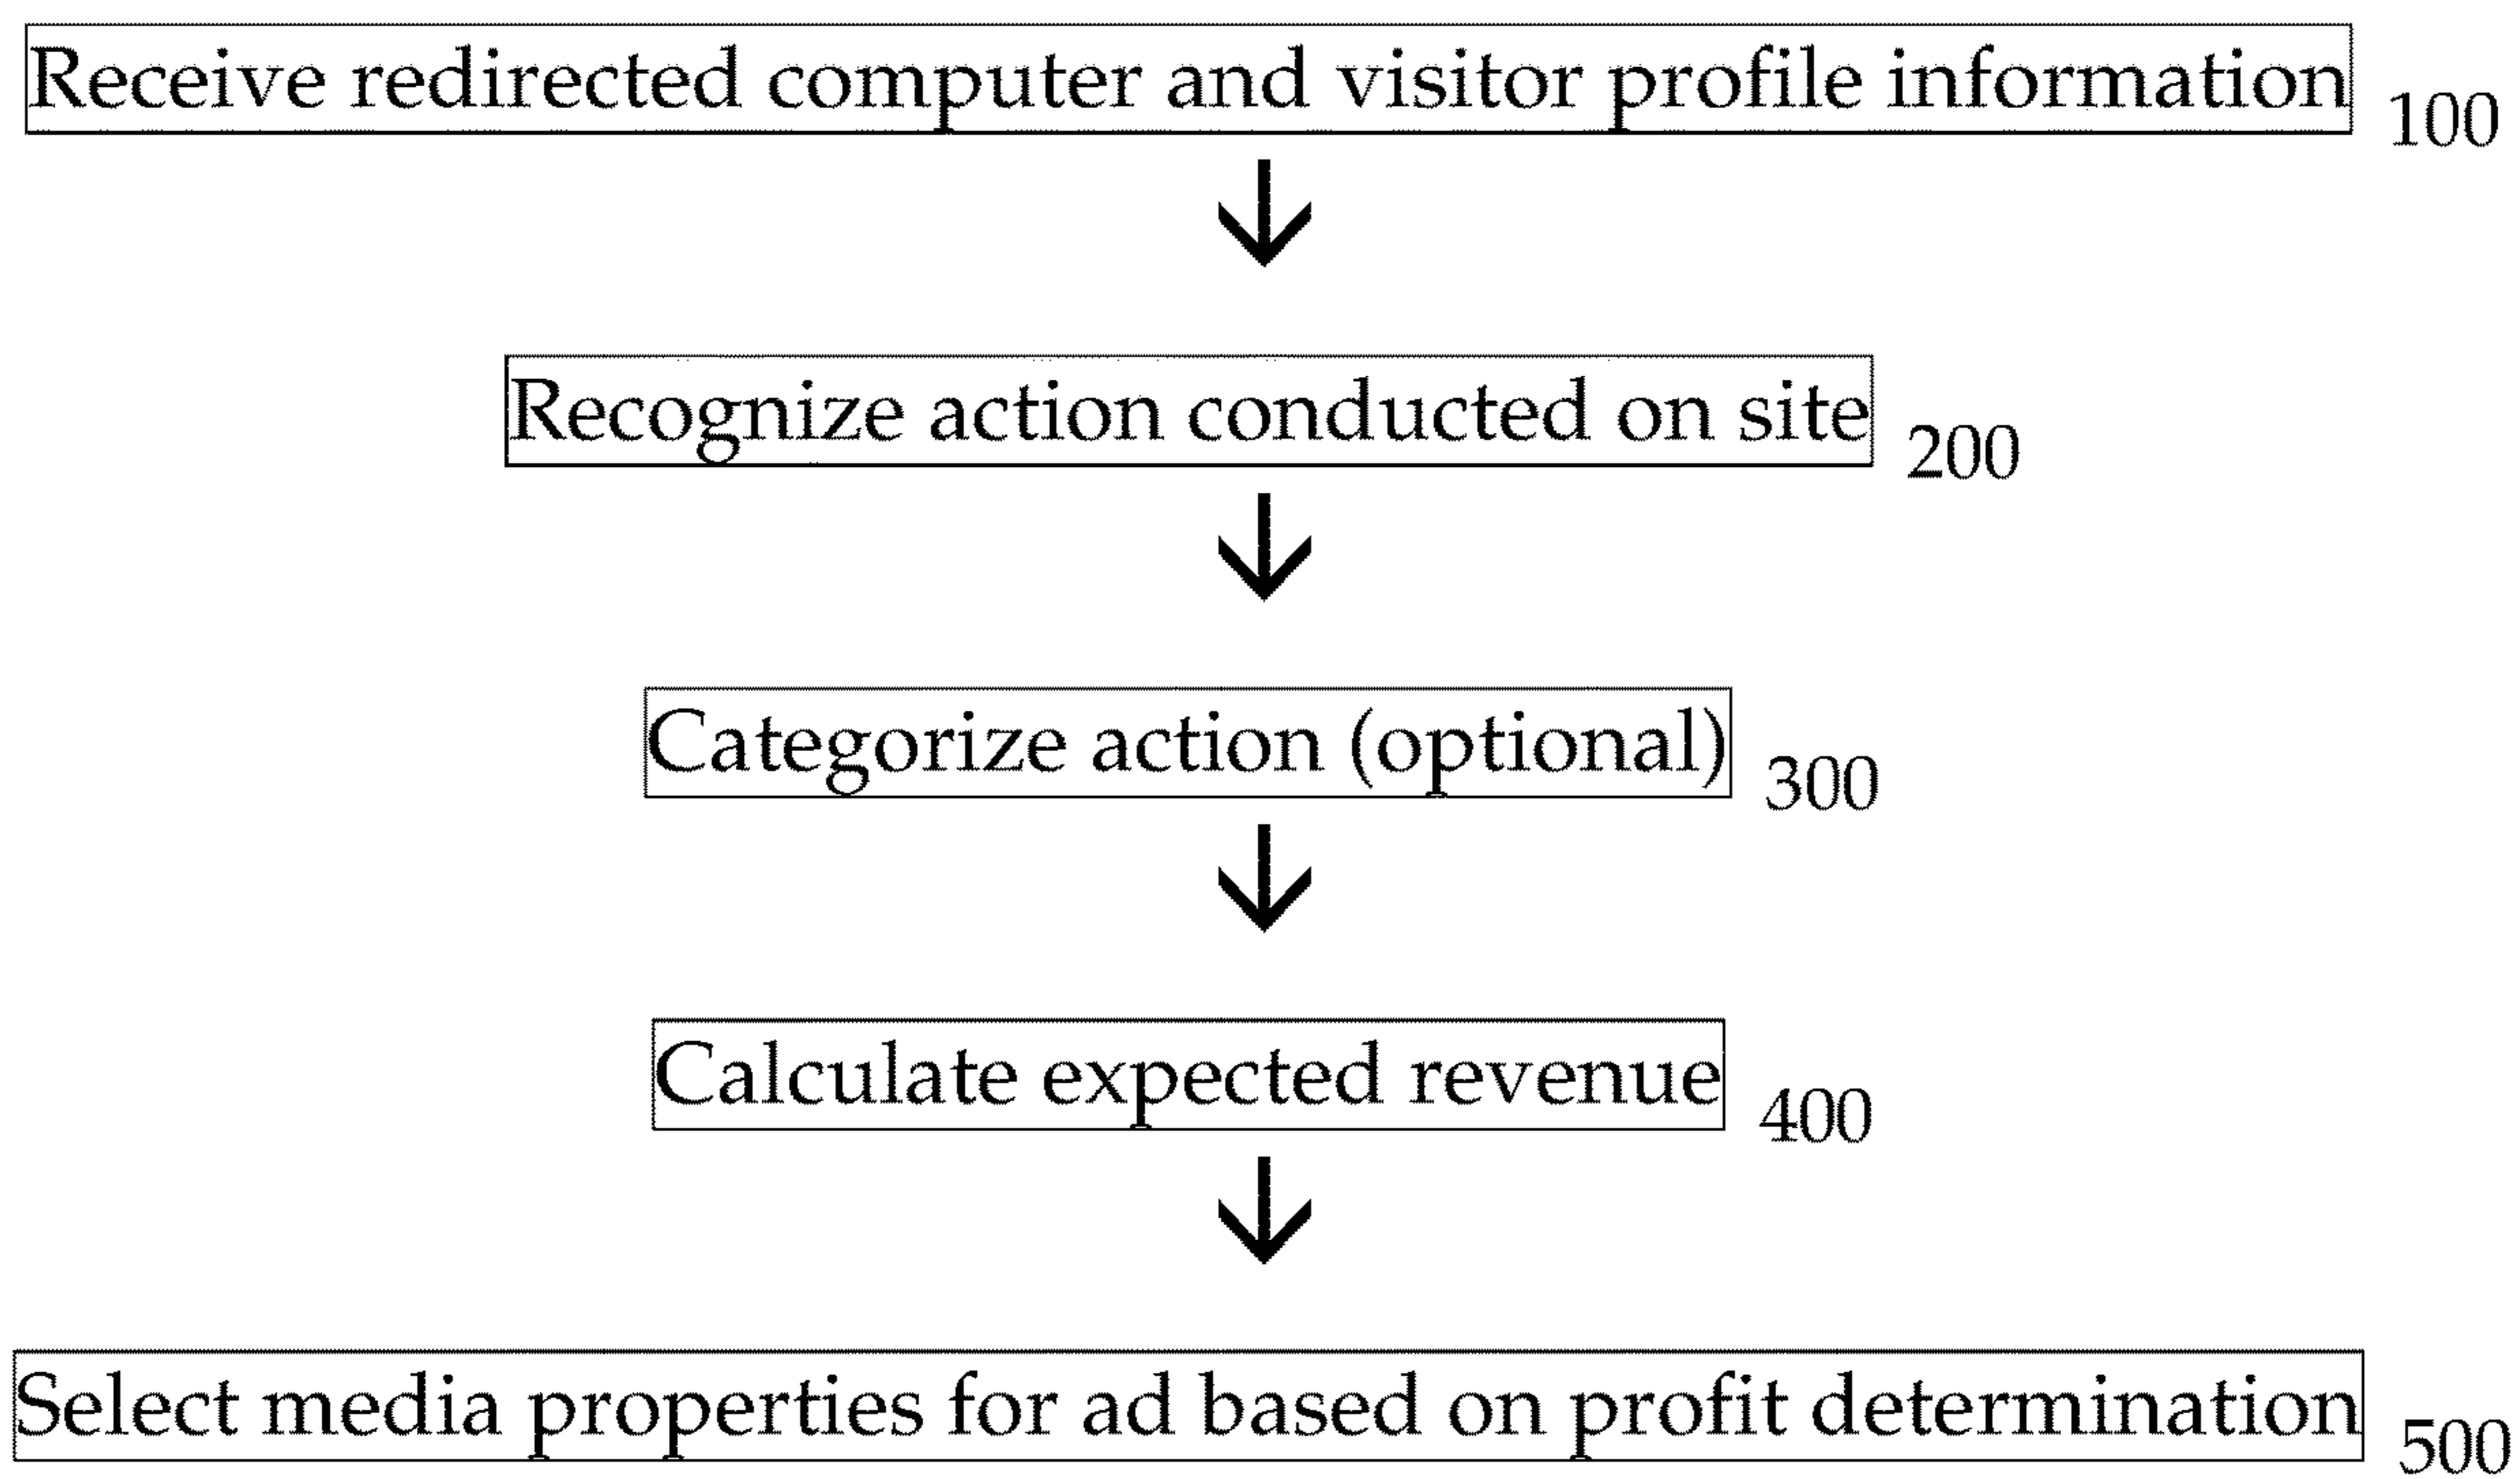 Receive redirected computer and visitor profile information 100
Recognize action conducted on site 200
Categorize action (optional) 300
Calculate expected revenue 400
Select media properties for ad based on profit determination 500